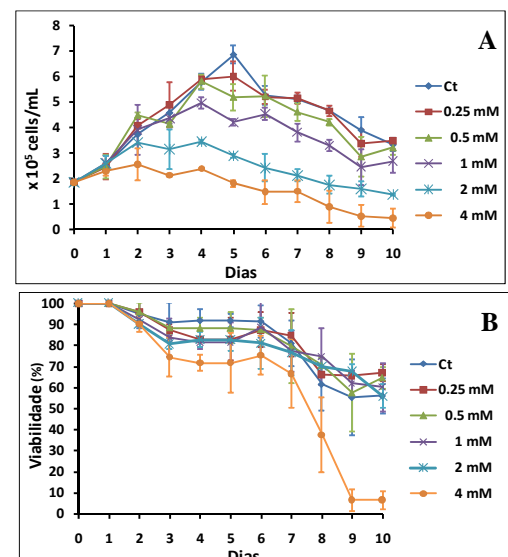 A
8
7
6
5
4
3
2
1
0
x 10⁵ cells/mL
0 1 2 3 4 5 6 7 8 9 10
Dias
Ct
0.25 mM
0.5 mM
1 mM
2 mM
4 mM
B
100
90
80
70
60
50
40
30
20
10
0
Viabilidade (%)
0 1 2 3 4 5 6 7 8 9 10
Dias
Ct
0.25 mM
0.5 mM
1 mM
2 mM
4 mM